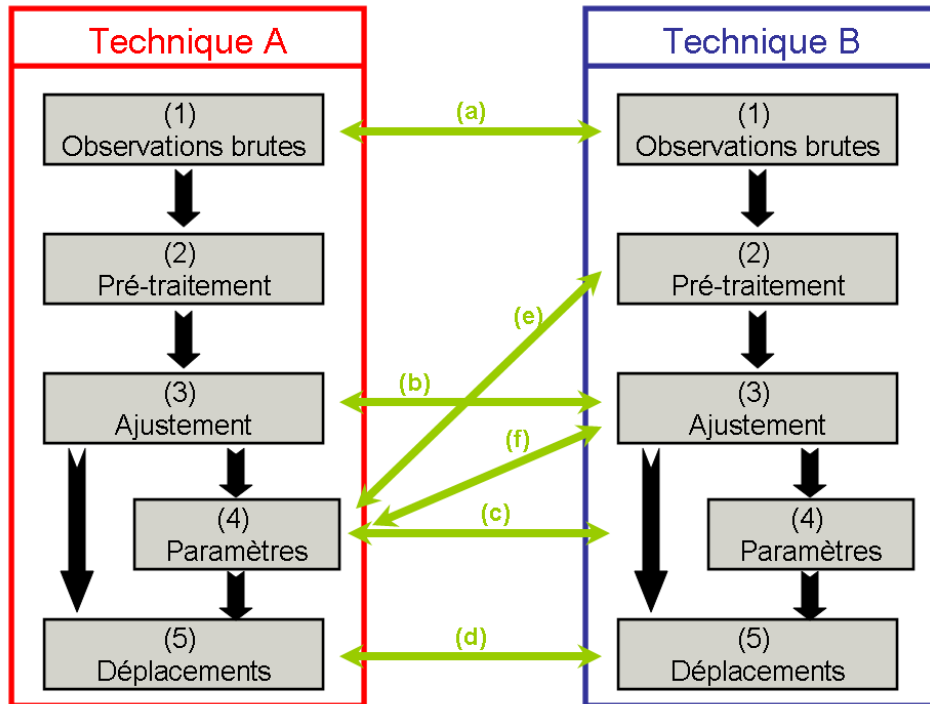 Technique A
Technique B
(1)
Observations brutes
(a)
(1)
Observations brutes
(2)
Pré-traitement
(2)
Pré-traitement
(e)
(3)
Ajustement
(b)
(3)
Ajustement
(f)
(4)
Paramètres
(c)
(4)
Paramètres
(5)
Déplacements
(d)
(5)
Déplacements